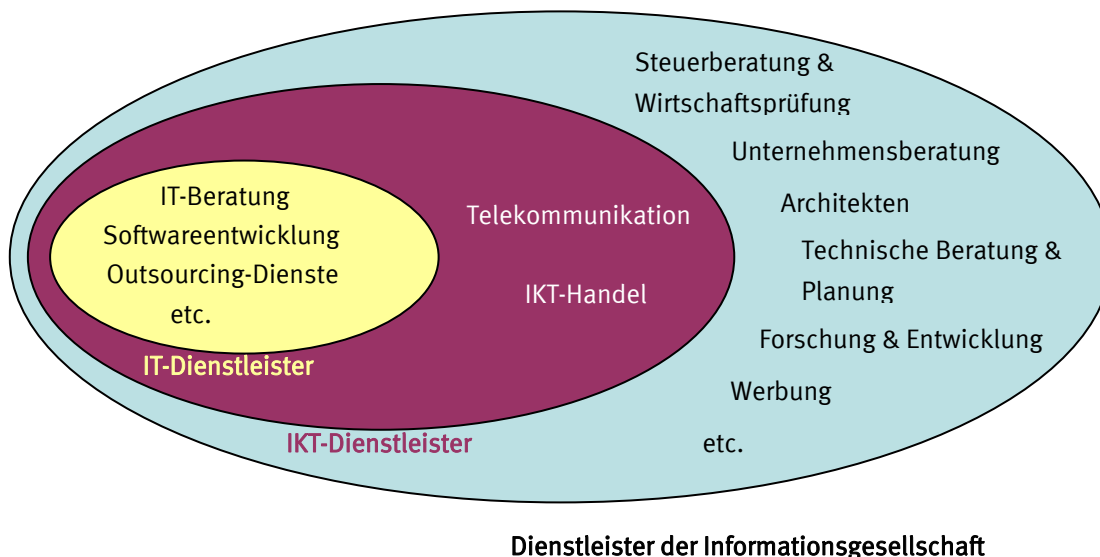 Steuerberatung &
Wirtschaftsprüfung
Unternehmensberatung
Architekten
Technische Beratung &
Planung
Forschung & Entwicklung
Werbung
etc.
Telekommunikation
IKT-Handel
IT-Beratung
Softwareentwicklung
Outsourcing-Dienste
etc.
IT-Dienstleister
IKT-Dienstleister
Dienstleister der Informationsgesellschaft